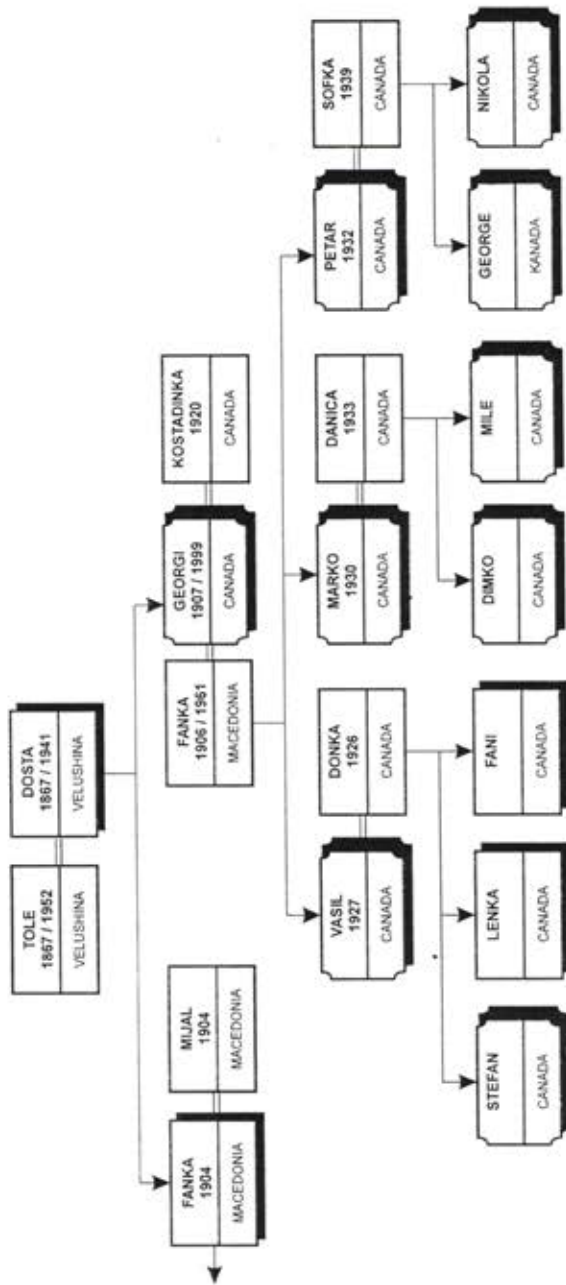 TOLE
1867 / 1952
VELUSHINA
DOSTA
1867 / 1941
VELUSHINA
FANKA
1904
MACEDONIA
MIJAL
1904
MACEDONIA
FANKA
1906 / 1961
MACEDONIA
GEORGI
1907 / 1999
CANADA
KOSTADINKA
1920
CANADA
VASIL
1927
CANADA
DONKA
1926
CANADA
MARKO
1930
CANADA
DANICA
1933
CANADA
PETAR
1932
CANADA
SOFKA
1939
CANADA
STEFAN
CANADA
LENKA
CANADA
FANI
CANADA
DIMKO
CANADA
MILE
CANADA
GEORGE
KANADA
NIKOLA
CANADA